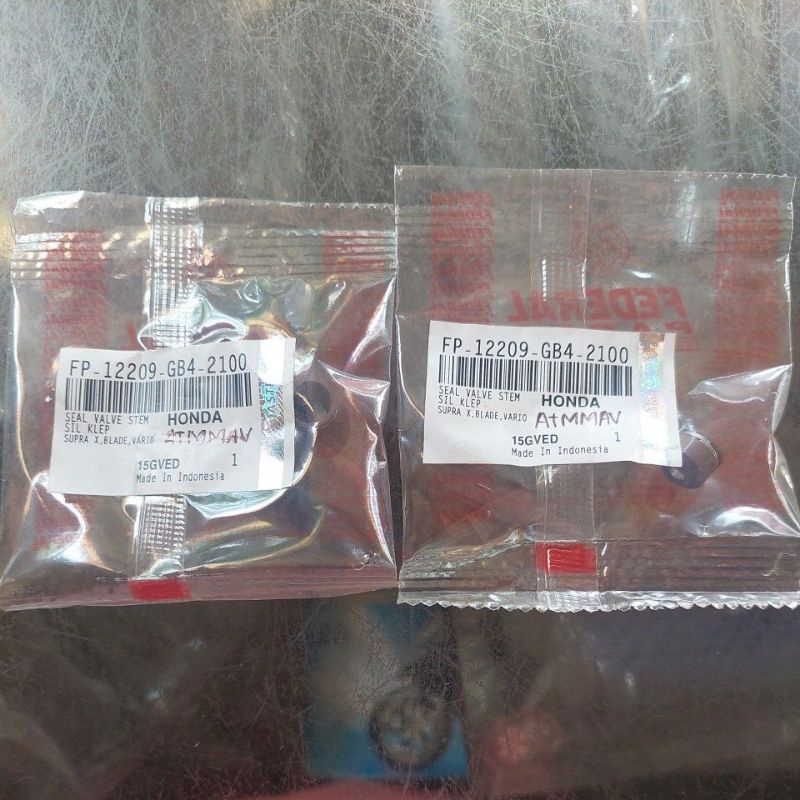 FP-12209-GB4-2100
SEAL VALVE STEM HONDA
SIL KLEP
SUPRA X,BLADE,VARIO AtMMAV
15GVED 1
Made In Indonesia
FEDERAL
FP-12209-GB4-2100
SEAL VALVE STEM HONDA
SIL KLEP
SUPRA X,BLADE,VARIO AtMMAV
15GVED 1
Made In Indonesia